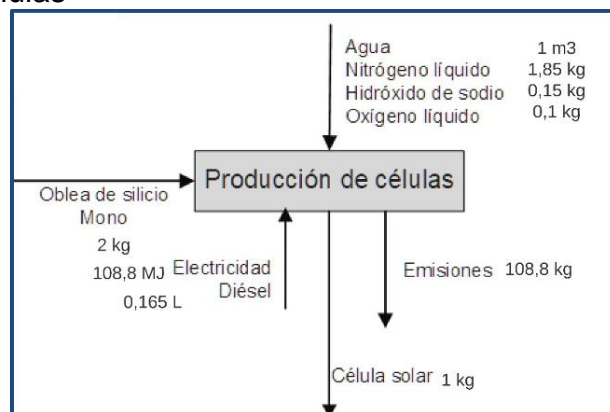 Agua 1 m3
Nitrógeno líquido 1,85 kg
Hidróxido de sodio 0,15 kg
Oxígeno líquido 0,1 kg
Producción de células
Oblea de silicio
Mono
2 kg
108,8 MJ Electricidad
Diésel
0,165 L
Emisiones 108,8 kg
Célula solar 1 kg